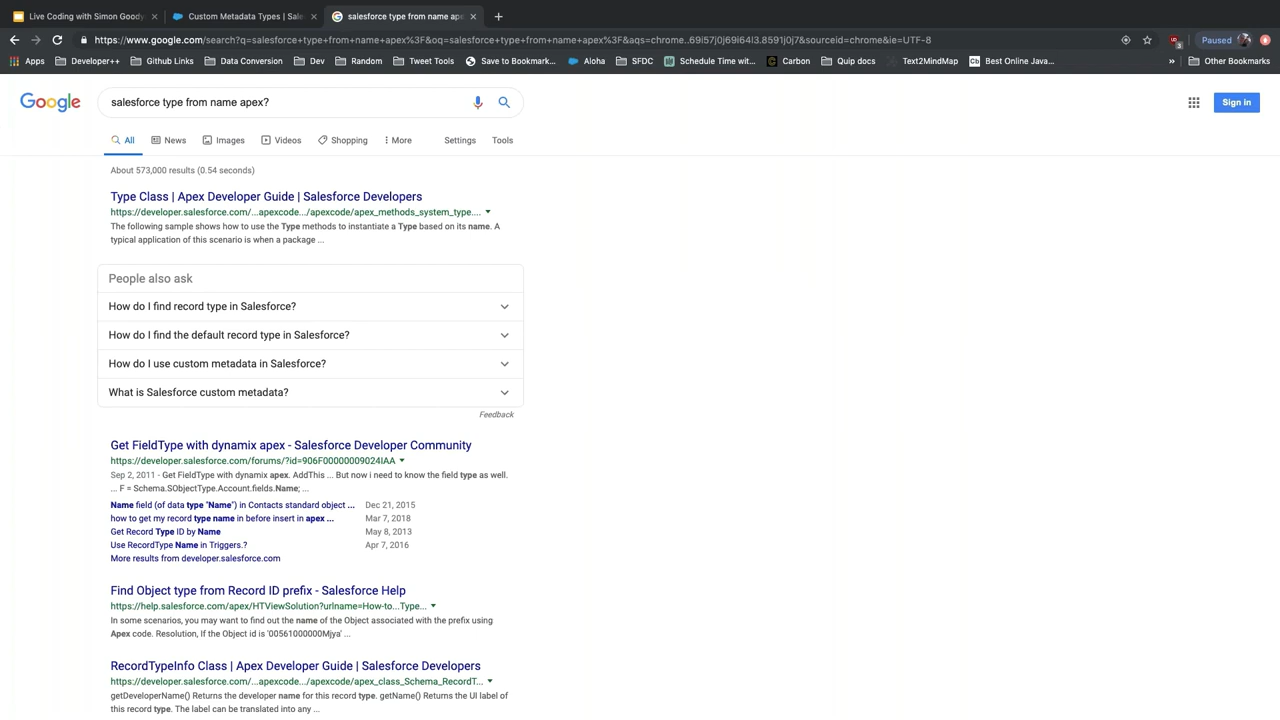 Live Coding with Simon Goody
Custom Metadata Types | Sale
salesforce type from name ape
https://www.google.com/search?q=salesforce+type+from+name+apex%3F&oq=salesforce+type+from+name+apex%3F&aqs=chrome..69i57j0j69i64l3.8591j0j7&sourceid=chrome&ie=UTF-8
3
Paused
Apps
Developer++
Github Links
Data Conversion
Dev
Random
Tweet Tools
Save to Bookmark...
Aloha
SFDC
Schedule Time wit...
Carbon
Quip docs
Text2MindMap
Cb Best Online Java...
»
Other Bookmarks
Google
salesforce type from name apex?
Sign in
All
News
Images
Videos
Shopping
More
Settings
Tools
About 573,000 results (0.54 seconds)
Type Class | Apex Developer Guide | Salesforce Developers
https://developer.salesforce.com/...apexcode.../apexcode/apex_methods_system_type....
The following sample shows how to use the Type methods to instantiate a Type based on its name. A
typical application of this scenario is when a package ...
People also ask
How do I find record type in Salesforce?
How do I find the default record type in Salesforce?
How do I use custom metadata in Salesforce?
What is Salesforce custom metadata?
Feedback
Get FieldType with dynamix apex - Salesforce Developer Community
https://developer.salesforce.com/forums/?id=906F00000009024IAA
Sep 2, 2011 - Get FieldType with dynamix apex. AddThis ... But now i need to know the field type as well.
... F = Schema.SObjectType.Account.fields.Name; ...
Name field (of data type "Name") in Contacts standard object ... Dec 21, 2015
how to get my record type name in before insert in apex ... Mar 7, 2018
Get Record Type ID by Name May 8, 2013
Use RecordType Name in Triggers.? Apr 7, 2016
More results from developer.salesforce.com
Find Object type from Record ID prefix - Salesforce Help
https://help.salesforce.com/apex/HTViewSolution?urlname=How-to...Type...
In some scenarios, you may want to find out the name of the Object associated with the prefix using
Apex code. Resolution, If the Object id is '00561000000Mjya' ...
RecordTypeInfo Class | Apex Developer Guide | Salesforce Developers
https://developer.salesforce.com/...apexcode.../apexcode/apex_class_Schema_RecordT...
getDeveloperName() Returns the developer name for this record type. getName() Returns the UI label of
this record type. The label can be translated into any ...